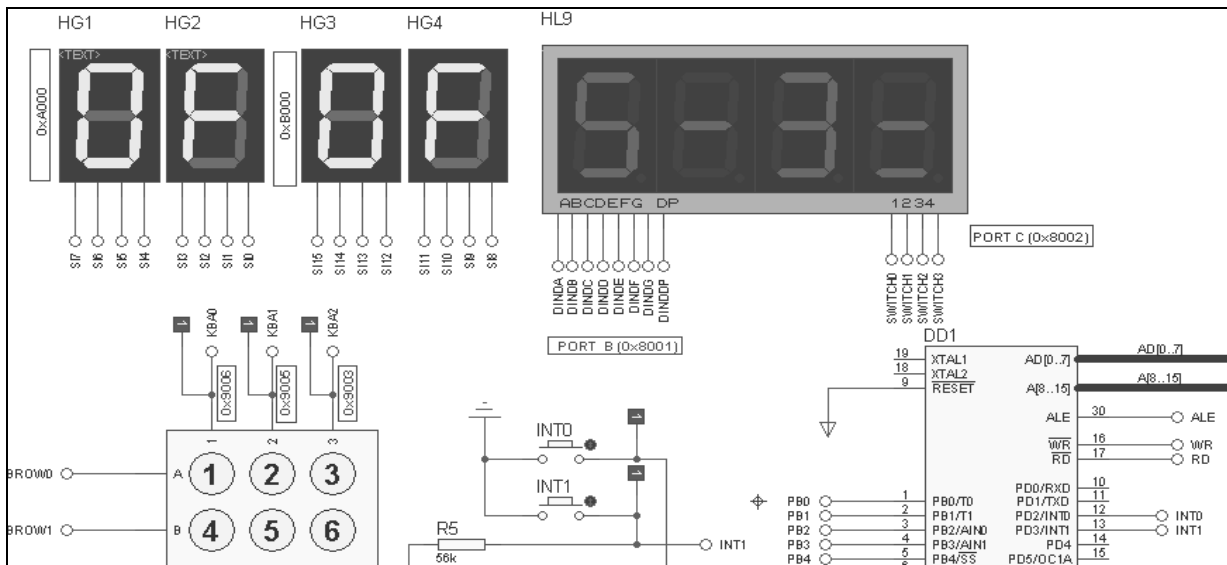 HG1 HG2 HG3 HG4 HL9
<TEXT> <TEXT>
0xA000
0xB000
ABCDEFG DP 1234
SI7 SI6 SI5 SI4 SI3 SI2 SI1 SI0 SI15 SI14 SI13 SI12 SI11 SI10 SI9 SI8
DINDA DINDB DINDC DINDD DINDE DINDF DINDG DINDDP
SWITCH0 SWITCH1 SWITCH2 SWITCH3
PORT C (0x8002)
PORT B (0x8001)
1 KBA0 1 KBA1 1 KBA2
0x9006 0x9005 0x9003
1 2 3
A 1 2 3
B 4 5 6
BROW0
BROW1
INT0 1
INT1 1
R5
56k
INT1
DD1
19 XTAL1 AD[0..7] AD[0..7]
18 XTAL2
9 RESET A[8..15] A[8..15]
ALE 30 ALE
WR 16 WR
RD 17 RD
PD0/RXD 10
PB0 1 PB0/T0 PD1/TXD 11
PB1 2 PB1/T1 PD2/INT0 12 INT0
PB2 3 PB2/AIN0 PD3/INT1 13 INT1
PB3 4 PB3/AIN1 PD4 14
PB4 5 PB4/SS PD5/OC1A 15